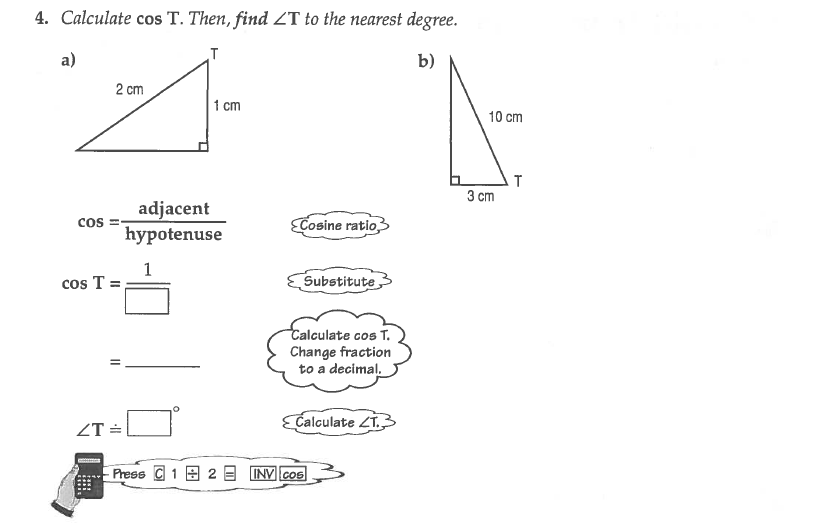 4. Calculate cos T. Then, find ∠T to the nearest degree.
a)
T
2 cm
1 cm
b)
10 cm
T
3 cm
cos = adjacent
hypotenuse
Cosine ratio
cos T = 1
Substitute
Calculate cos T.
Change fraction
to a decimal.
= 
∠T ≐ °
Calculate ∠T.
Press C 1 ÷ 2 = INV cos